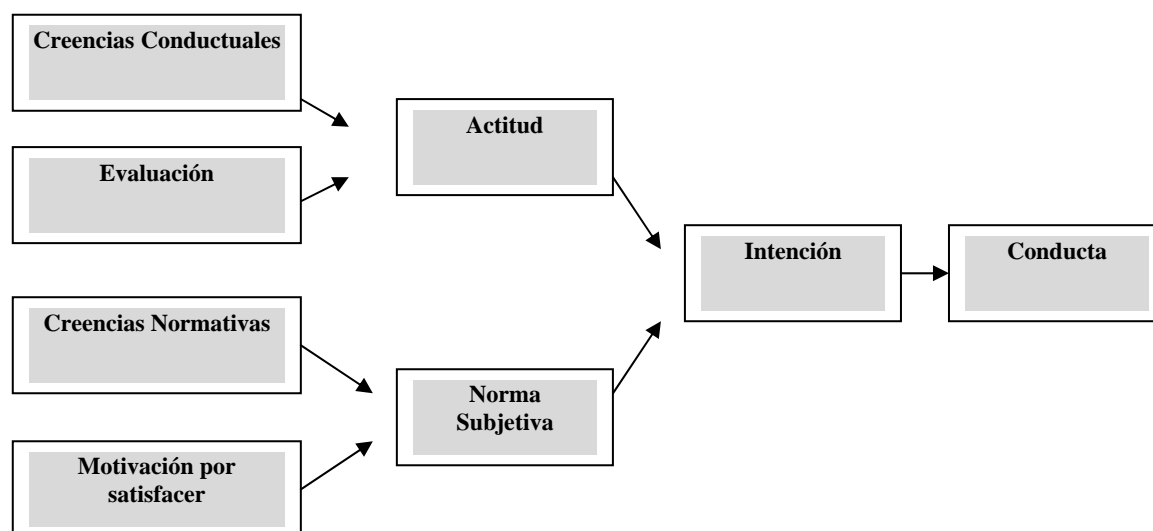 Creencias Conductuales
Evaluación
Creencias Normativas
Motivación por
satisfacer
Actitud
Norma
Subjetiva
Intención
Conducta